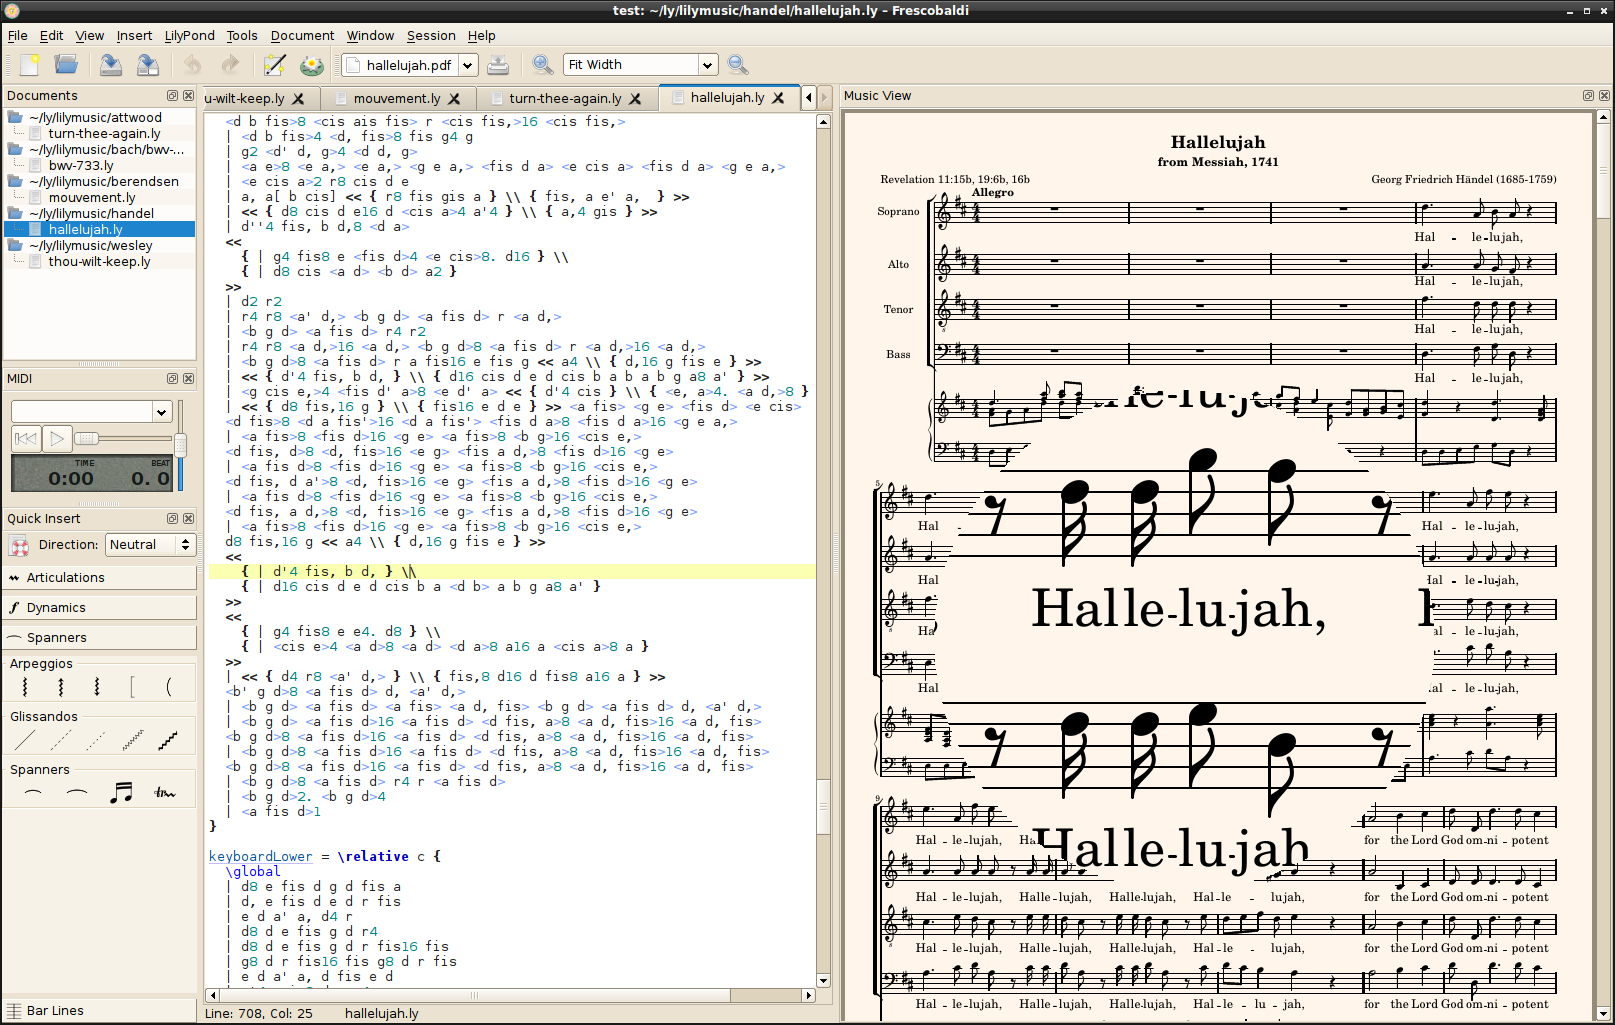 test: ~/ly/lilymusic/handel/hallelujah.ly – Frescobaldi
File Edit View Insert LilyPond Tools Document Window Session Help
hallelujah.pdf Fit Width
Documents
~/ly/lilymusic/attwood
turn-thee-again.ly
~/ly/lilymusic/bach/bwv-...
bwv-733.ly
~/ly/lilymusic/berendsen
mouvement.ly
~/ly/lilymusic/handel
hallelujah.ly
~/ly/lilymusic/wesley
thou-wilt-keep.ly
MIDI
TIME BEAT
0:00 0. 0
Quick Insert
Direction: Neutral
Articulations
Dynamics
Spanners
Arpeggios
Glissandos
Spanners
Bar Lines
u-wilt-keep.ly mouvement.ly turn-thee-again.ly hallelujah.ly
<d b fis>8 <cis ais fis> r <cis fis,>16 <cis fis,>
| <d b fis>4 <d, fis>8 fis g4 g
| g2 <d' d, g>4 <d d, g>
| <a e>8 <e a,> <e a,> <g e a,> <fis d a> <e cis a> <fis d a> <g e a,>
| <e cis a>2 r8 cis d e
| a, a[ b cis] << { r8 fis gis a } \\ { fis, a e' a, } >>
| << { d8 cis d e16 d <cis a>4 a'4 } \\ { a,4 gis } >>
| d''4 fis, b d,8 <d a>
<<
{ | g4 fis8 e <fis d>4 <e cis>8. d16 } \\
{ | d8 cis <a d> <b d> a2 }
>>
| d2 r2
| r4 r8 <a' d,> <b g d> <a fis d> r <a d,>
| <b g d> <a fis d> r4 r2
| r4 r8 <a d,>16 <a d,> <b g d>8 <a fis d> r <a d,>16 <a d,>
| <b g d>8 <a fis d> r a fis16 e fis g << a4 \\ { d,16 g fis e } >>
| << { d'4 fis, b d, } \\ { d16 cis d e d cis b a b a b g a8 a' } >>
| <g cis e,>4 <fis d' a>8 <e d' a> << { d'4 cis } \\ { <e, a>4. <a d,>8 }
| << { d8 fis,16 g } \\ { fis16 e d e } >> <a fis> <g e> <fis d> <e cis>
<d fis>8 <d a fis'>16 <d a fis'> <fis d a>8 <fis d a>16 <g e a,>
| <a fis>8 <fis d>16 <g e> <a fis>8 <b g>16 <cis e,>
<d fis, d>8 <d, fis>16 <e g> <fis a d,>8 <fis d>16 <g e>
| <a fis d>8 <fis d>16 <g e> <a fis>8 <b g>16 <cis e,>
<d fis, d a'>8 <d, fis>16 <e g> <fis a d,>8 <fis d>16 <g e>
| <a fis d>8 <fis d>16 <g e> <a fis>8 <b g>16 <cis e,>
<d fis, a d,>8 <d, fis>16 <e g> <fis a d,>8 <fis d>16 <g e>
| <a fis>8 <fis d>16 <g e> <a fis>8 <b g>16 <cis e,>
d8 fis,16 g << a4 \\ { d,16 g fis e } >>
<<
{ | d'4 fis, b d, } \\
{ | d16 cis d e d cis b a <d b> a b g a8 a' }
>>
<<
{ | g4 fis8 e e4. d8 } \\
{ | <cis e>4 <a d>8 <a d> <d a>8 a16 a <cis a>8 a }
>>
| << { d4 r8 <a' d,> } \\ { fis,8 d16 d fis8 a16 a } >>
<b' g d>8 <a fis d> d, <a' d,>
| <b g d> <a fis d> <a fis> <a d, fis> <b g d> <a fis d> d, <a' d,>
| <b g d> <a fis d>16 <a fis d> <d fis, a>8 <a d, fis>16 <a d, fis>
<b g d>8 <a fis d>16 <a fis d> <d fis, a>8 <a d, fis>16 <a d, fis>
| <b g d>8 <a fis d>16 <a fis d> <d fis, a>8 <a d, fis>16 <a d, fis>
<b g d>8 <a fis d>16 <a fis d> <d fis, a>8 <a d, fis>16 <a d, fis>
| <b g d>8 <a fis d> r4 r <a fis d>
| <b g d>2. <b g d>4
| <a fis d>1
}
keyboardLower = \relative c {
\global
| d8 e fis d g d fis a
| d, e fis d e d r fis
| e d a' a, d4 r
| d8 d e fis g d r4
| d8 d e fis g d r fis16 fis
| g8 d r fis16 fis g8 d r fis
| e d a' a, d fis e d
Line: 708, Col: 25 hallelujah.ly
Music View
Hallelujah
from Messiah, 1741
Revelation 11:15b, 19:6b, 16b Georg Friedrich Händel (1685-1759)
Allegro
Soprano
Hal - le-lujah,
Alto
Hal - le-lujah,
Tenor
Hal - le-lujah,
Bass
Hal - le-lujah,
5
Hal - Hal - le-lujah,
Hal al - le-lujah,
Halle-lu-jah,
Ha al - le-lujah,
Hal al - le-lujah,
9
Hal - le-lujah, Ha for the Lord God om-ni - potent
Halle-lu-jah
Hal - le-lujah, Halle-lujah, Halle-lujah, Hal-le - lujah, for the Lord God om-ni - potent
Hal - le-lujah, Halle-lujah, Halle-lujah, Hal-le - lujah, for the Lord God om-ni - potent
Hal - le-lujah, Halle-lujah, Halle-lujah, Hal-le - lu - jah, for the Lord God om-ni - potent